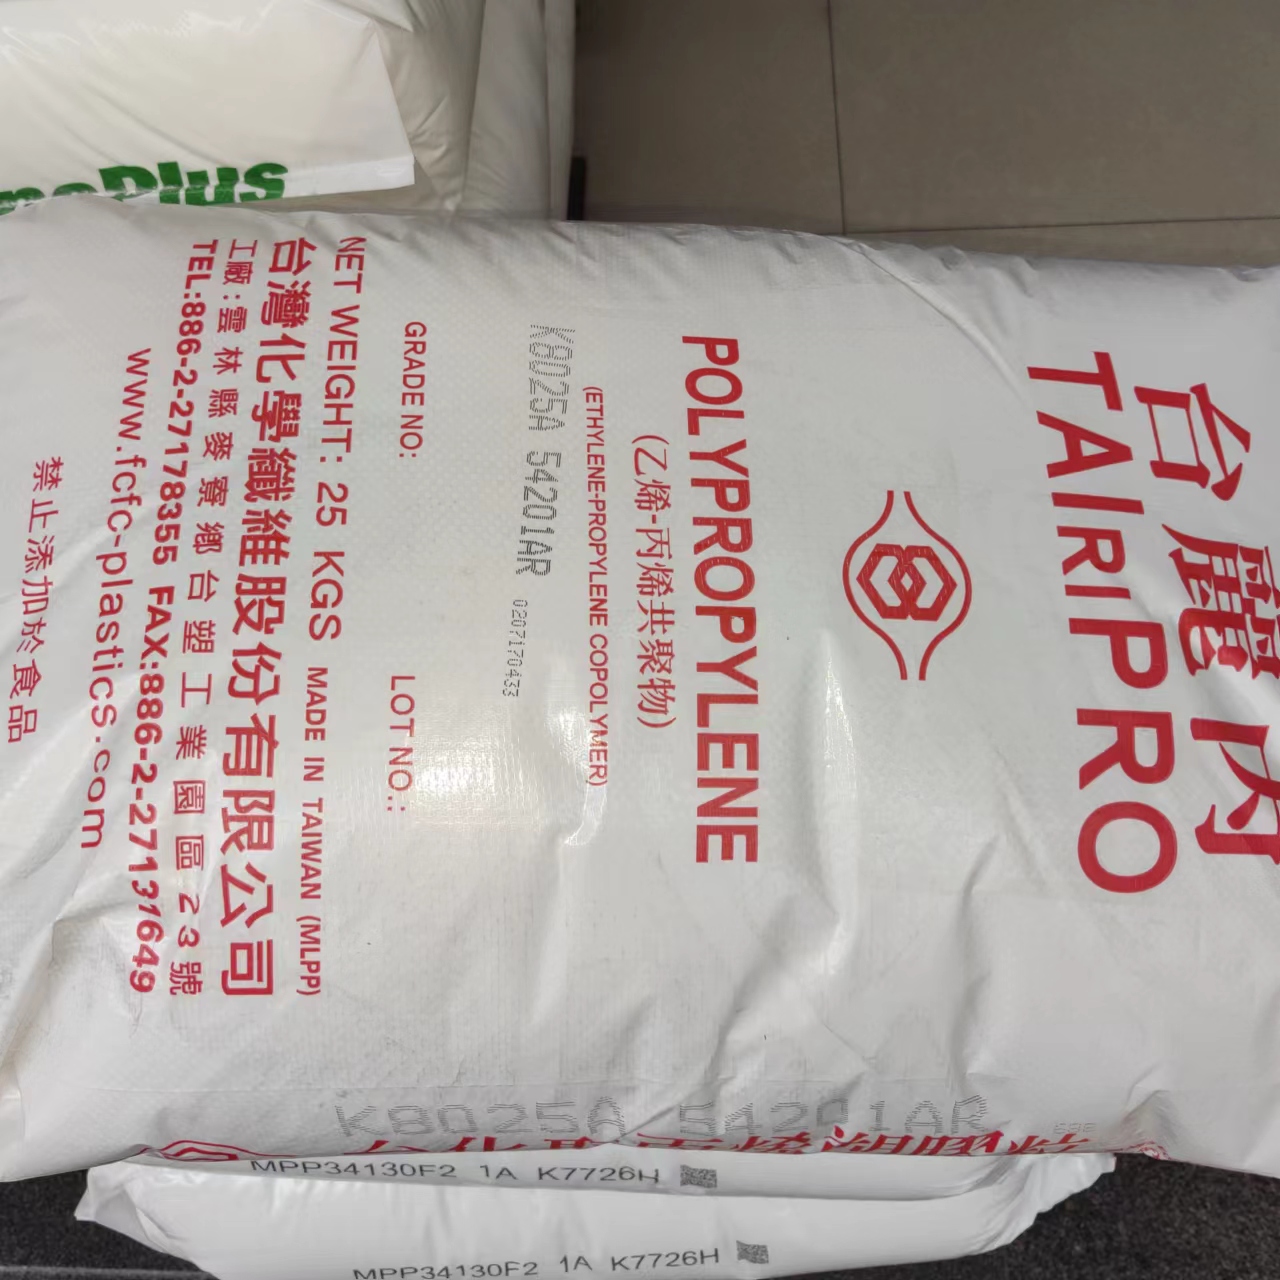 台麗丙
TAIRIPRO
POLYPROPYLENE
(乙烯-丙烯共聚物)
(ETHYLENE-PROPYLENE COPOLYMER)
K8025A 54201AR 0207170433
GRADE NO: LOT NO.:
NET WEIGHT: 25 KGS MADE IN TAIWAN (MLPP)
台灣化學纖維股份有限公司
工廠:雲林縣麥寮鄉台塑工業園區23號
TEL:886-2-27178355 FAX:886-2-27131649
www.fcfc-plastics.com
禁止添加於食品
K8025A 54201AR
MPP34130F2 1A K7726H
MPP34130F2 1A K7726H